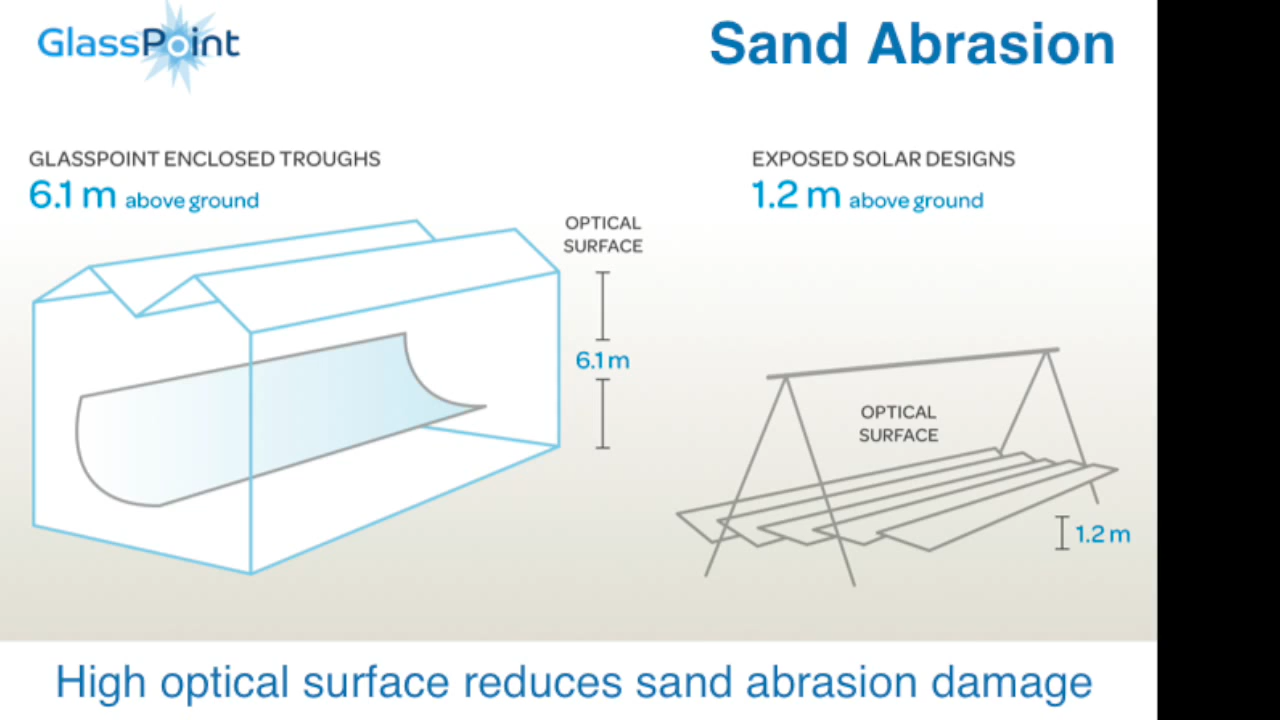 GlassPoint
Sand Abrasion
GLASSPOINT ENCLOSED TROUGHS
6.1 m above ground
EXPOSED SOLAR DESIGNS
1.2 m above ground
OPTICAL
SURFACE
6.1 m
OPTICAL
SURFACE
1.2 m
High optical surface reduces sand abrasion damage